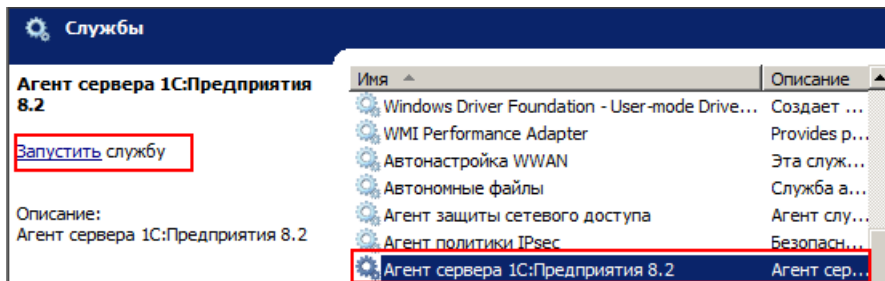 Службы
Агент сервера 1С:Предприятия
8.2
Запустить службу
Описание:
Агент сервера 1С:Предприятия 8.2
Имя Описание
Windows Driver Foundation - User-mode Drive... Создает ...
WMI Performance Adapter Provides p...
Автонастройка WWAN Эта служ...
Автономные файлы Служба а...
Агент защиты сетевого доступа Агент слу...
Агент политики IPsec Безопасн...
Агент сервера 1С:Предприятия 8.2 Агент сер...